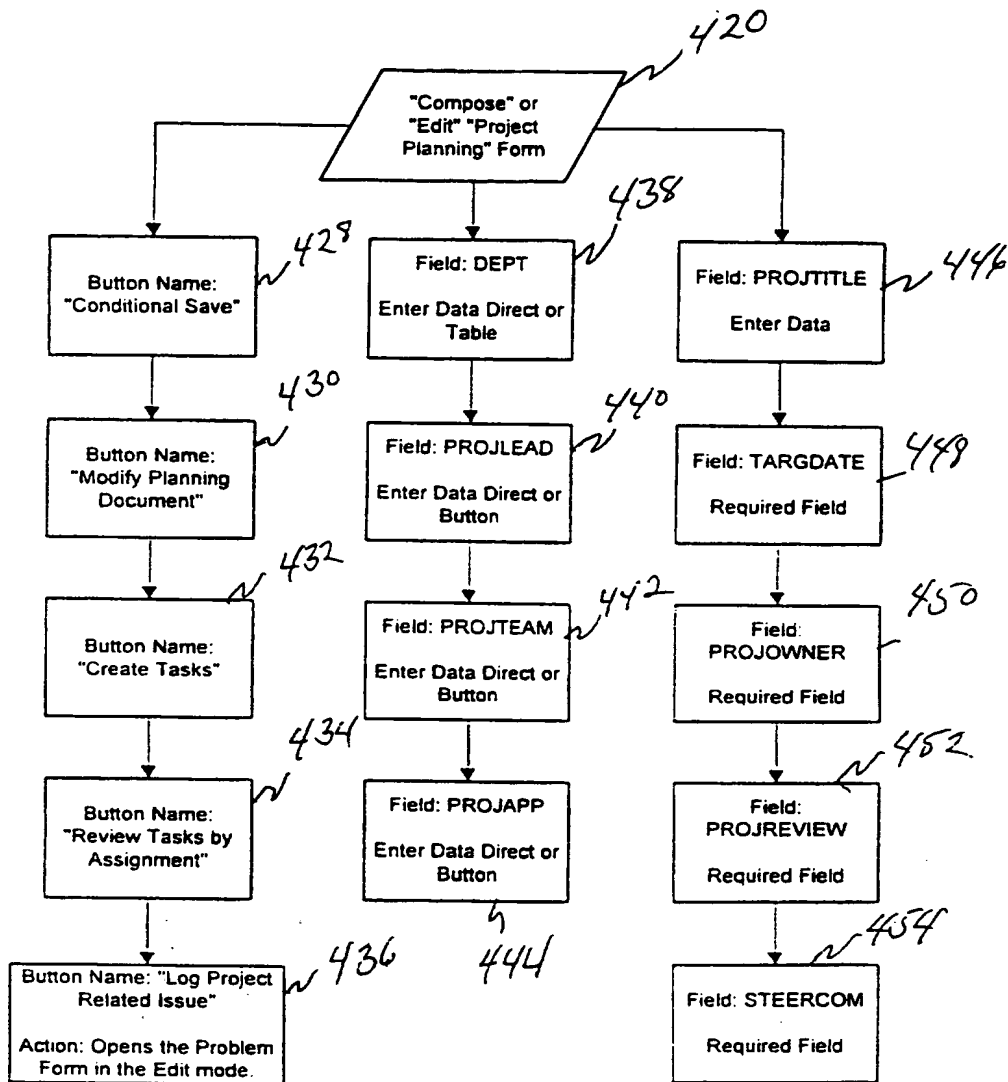 420
"Compose" or
"Edit" "Project
Planning" Form
428
Button Name:
"Conditional Save"
430
Button Name:
"Modify Planning
Document"
432
Button Name:
"Create Tasks"
434
Button Name:
"Review Tasks by
Assignment"
436
Button Name: "Log Project
Related Issue"
Action: Opens the Problem
Form in the Edit mode.
438
Field: DEPT
Enter Data Direct or
Table
440
Field: PROJLEAD
Enter Data Direct or
Button
442
Field: PROJTEAM
Enter Data Direct or
Button
Field: PROJAPP
Enter Data Direct or
Button
444
446
Field: PROJTITLE
Enter Data
448
Field: TARGDATE
Required Field
450
Field:
PROJOWNER
Required Field
452
Field:
PROJREVIEW
Required Field
454
Field: STEERCOM
Required Field